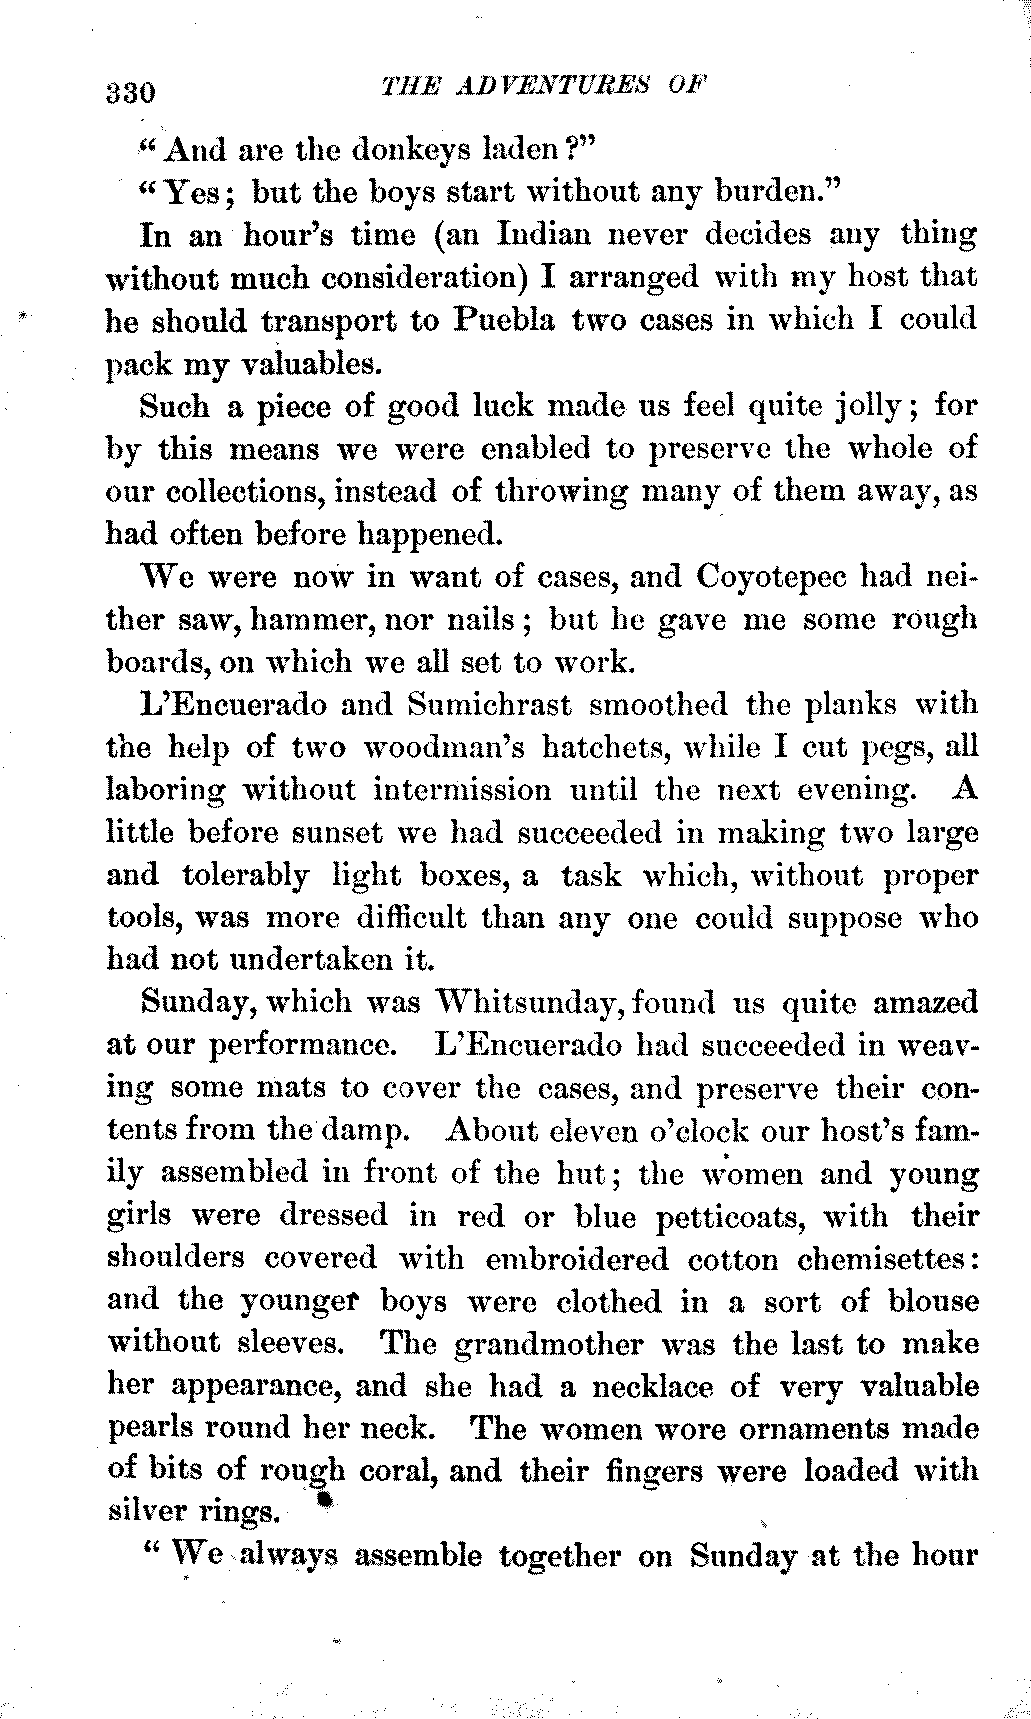 330 THE ADVENTURES OF
“And are the donkeys laden?”
“Yes; but the boys start without any burden.”
In an hour’s time (an Indian never decides any thing
without much consideration) I arranged with my host that
he should transport to Puebla two cases in which I could
pack my valuables.
Such a piece of good luck made us feel quite jolly; for
by this means we were enabled to preserve the whole of
our collections, instead of throwing many of them away, as
had often before happened.
We were now in want of cases, and Coyotepec had nei-
ther saw, hammer, nor nails; but he gave me some rough
boards, on which we all set to work.
L’Encuerado and Sumichrast smoothed the planks with
the help of two woodman’s hatchets, while I cut pegs, all
laboring without intermission until the next evening. A
little before sunset we had succeeded in making two large
and tolerably light boxes, a task which, without proper
tools, was more difficult than any one could suppose who
had not undertaken it.
Sunday, which was Whitsunday, found us quite amazed
at our performance. L’Encuerado had succeeded in weav-
ing some mats to cover the cases, and preserve their con-
tents from the damp. About eleven o’clock our host’s fam-
ily assembled in front of the hut; the women and young
girls were dressed in red or blue petticoats, with their
shoulders covered with embroidered cotton chemisettes:
and the younger boys were clothed in a sort of blouse
without sleeves. The grandmother was the last to make
her appearance, and she had a necklace of very valuable
pearls round her neck. The women wore ornaments made
of bits of rough coral, and their fingers were loaded with
silver rings.
“We always assemble together on Sunday at the hour